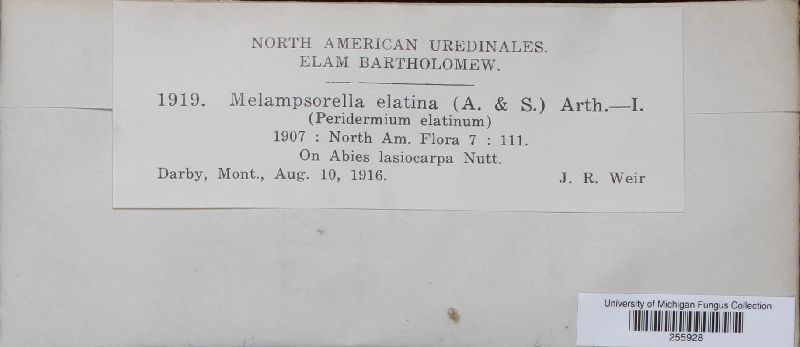 NORTH AMERICAN UREDINALES.
ELAM BARTHOLOMEW.
1919. Melampsorella elatina (A. & S.) Arth.—I.
(Peridermium elatinum)
1907 : North Am. Flora 7 : 111.
On Abies lasiocarpa Nutt.
Darby, Mont., Aug. 10, 1916. J. R. Weir
University of Michigan Fungus Collection
255928